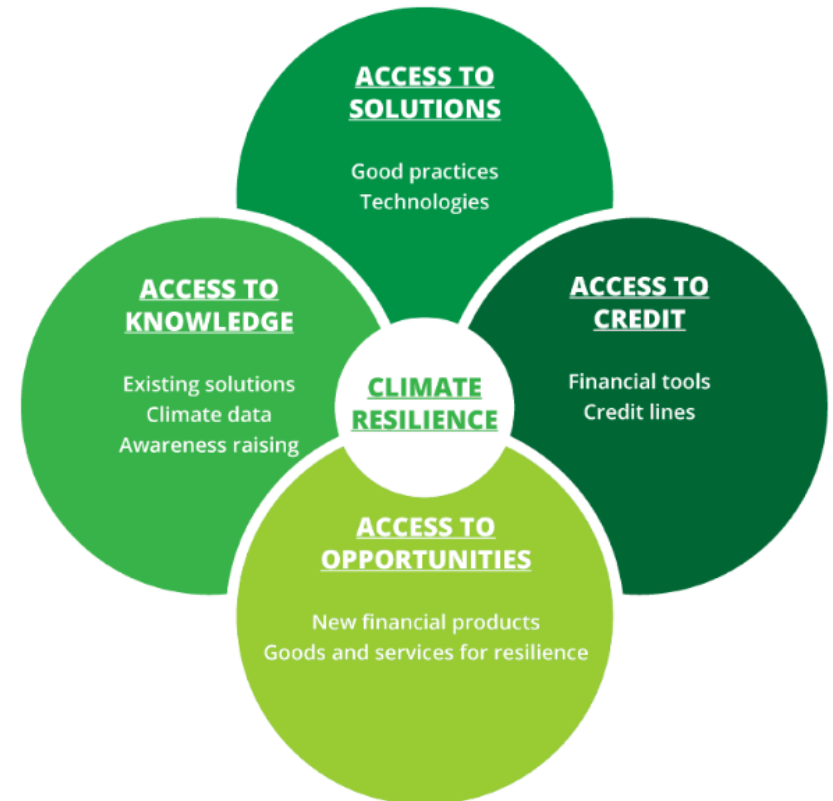 ACCESS TO
SOLUTIONS
Good practices
Technologies
ACCESS TO
KNOWLEDGE
Existing solutions
Climate data
Awareness raising
CLIMATE
RESILIENCE
ACCESS TO
CREDIT
Financial tools
Credit lines
ACCESS TO
OPPORTUNITIES
New financial products
Goods and services for resilience